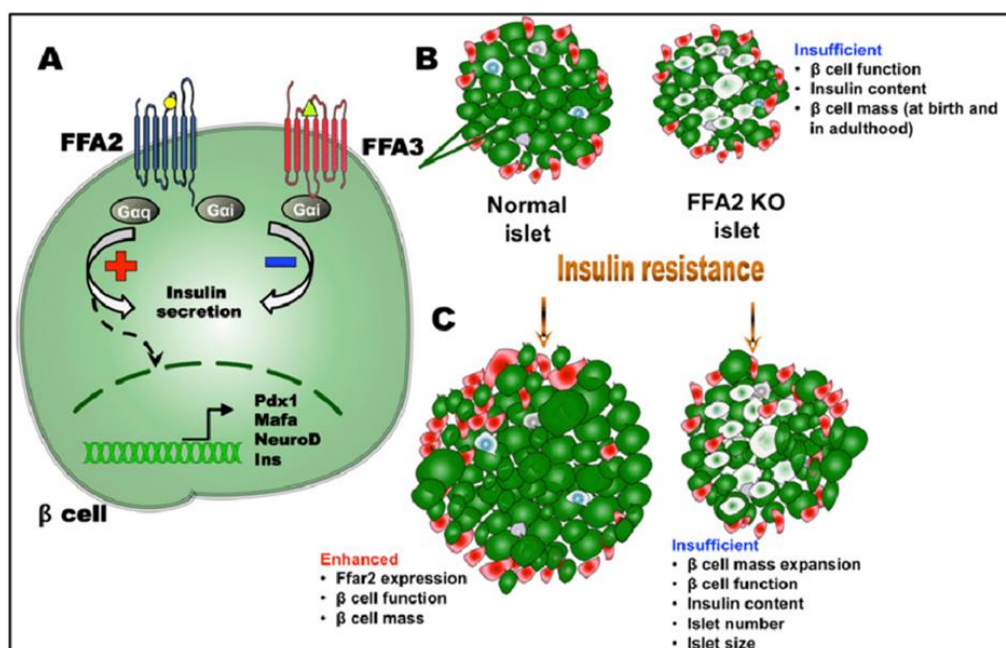 A
FFA2
FFA3
Gαq
Gαi
Gαi
Insulin
secretion
Pdx1
Mafa
NeuroD
Ins
β cell
B
Normal
islet
FFA2 KO
islet
Insufficient
• β cell function
• Insulin content
• β cell mass (at birth and
in adulthood)
Insulin resistance
C
Enhanced
• Ffar2 expression
• β cell function
• β cell mass
Insufficient
• β cell mass expansion
• β cell function
• Insulin content
• Islet number
• Islet size